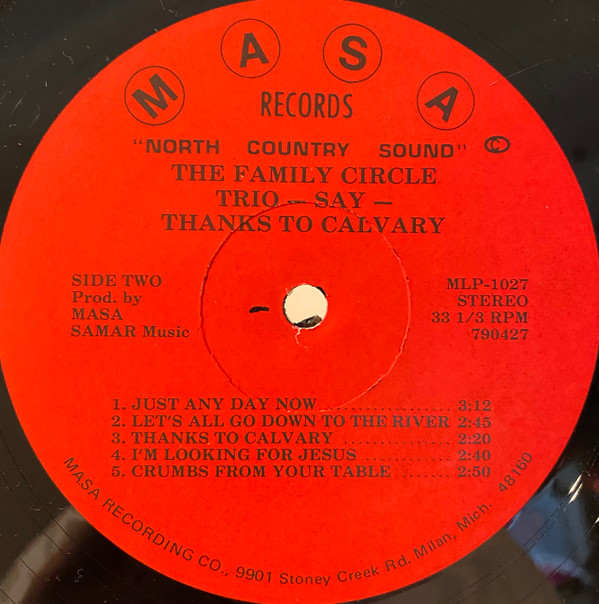 M A S A
RECORDS
"NORTH COUNTRY SOUND" ©
THE FAMILY CIRCLE
TRIO — SAY —
THANKS TO CALVARY
SIDE TWO
Prod. by
MASA
SAMAR Music
MLP-1027
STEREO
33 1/3 RPM
790427
1. JUST ANY DAY NOW .................. 3:12
2. LET'S ALL GO DOWN TO THE RIVER 2:45
3. THANKS TO CALVARY .............. 2:20
4. I'M LOOKING FOR JESUS ............ 2:40
5. CRUMBS FROM YOUR TABLE ........ 2:50
MASA RECORDING CO., 9901 Stoney Creek Rd. Milan, Mich. 48160